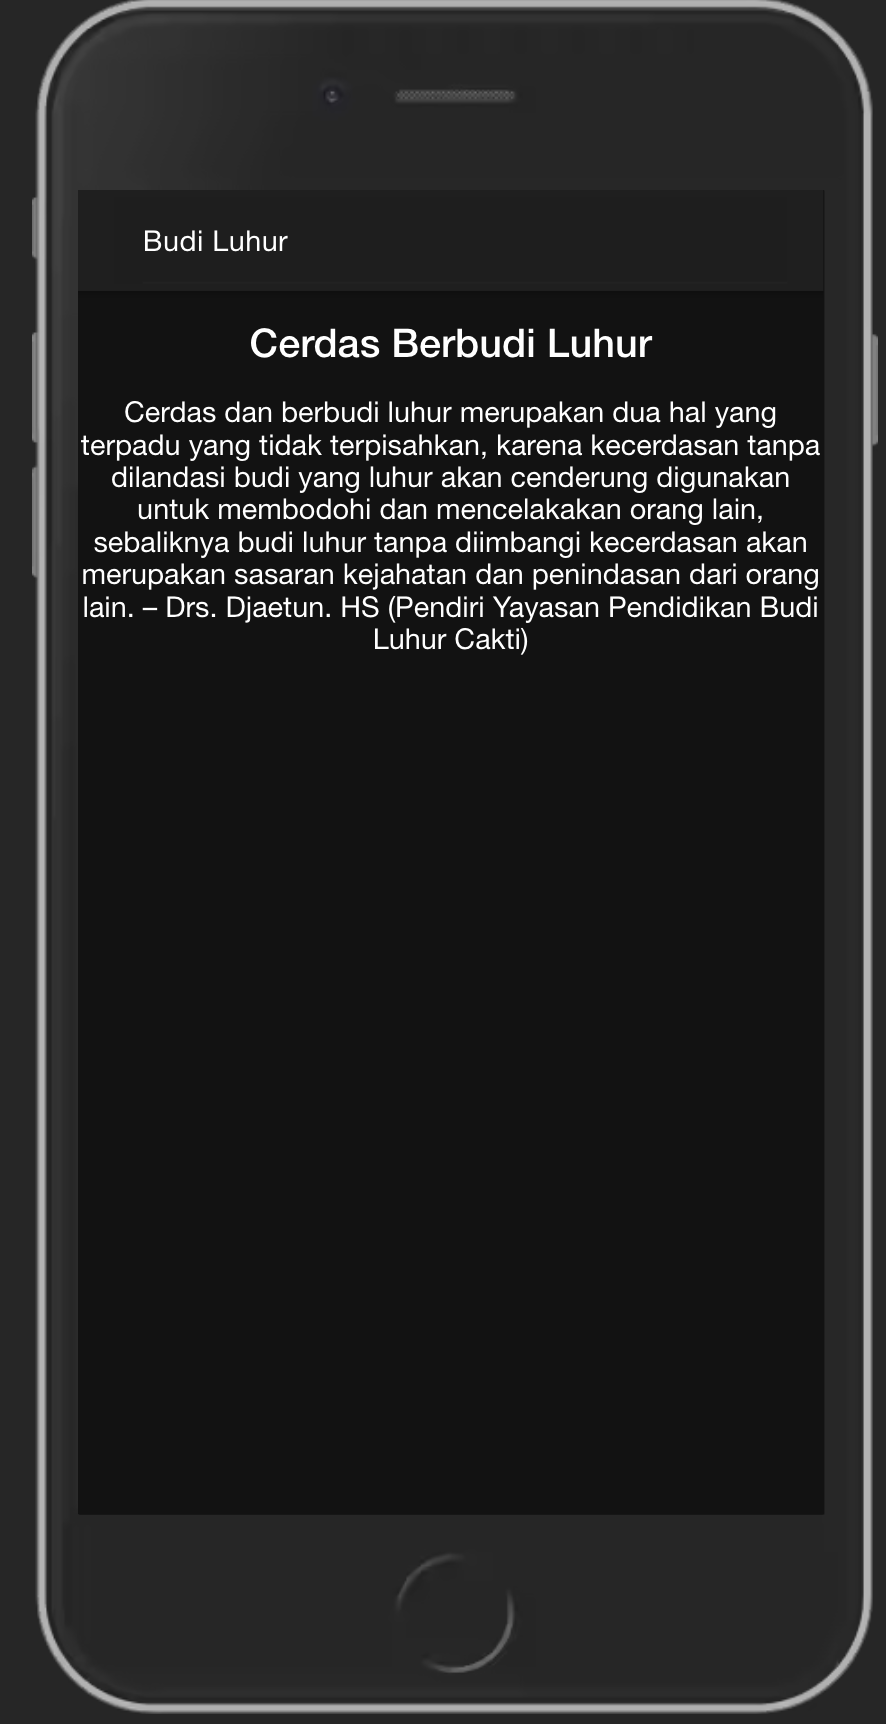 Budi Luhur
Cerdas Berbudi Luhur
Cerdas dan berbudi luhur merupakan dua hal yang
terpadu yang tidak terpisahkan, karena kecerdasan tanpa
dilandasi budi yang luhur akan cenderung digunakan
untuk membodohi dan mencelakakan orang lain,
sebaliknya budi luhur tanpa diimbangi kecerdasan akan
merupakan sasaran kejahatan dan penindasan dari orang
lain. – Drs. Djaetun. HS (Pendiri Yayasan Pendidikan Budi
Luhur Cakti)